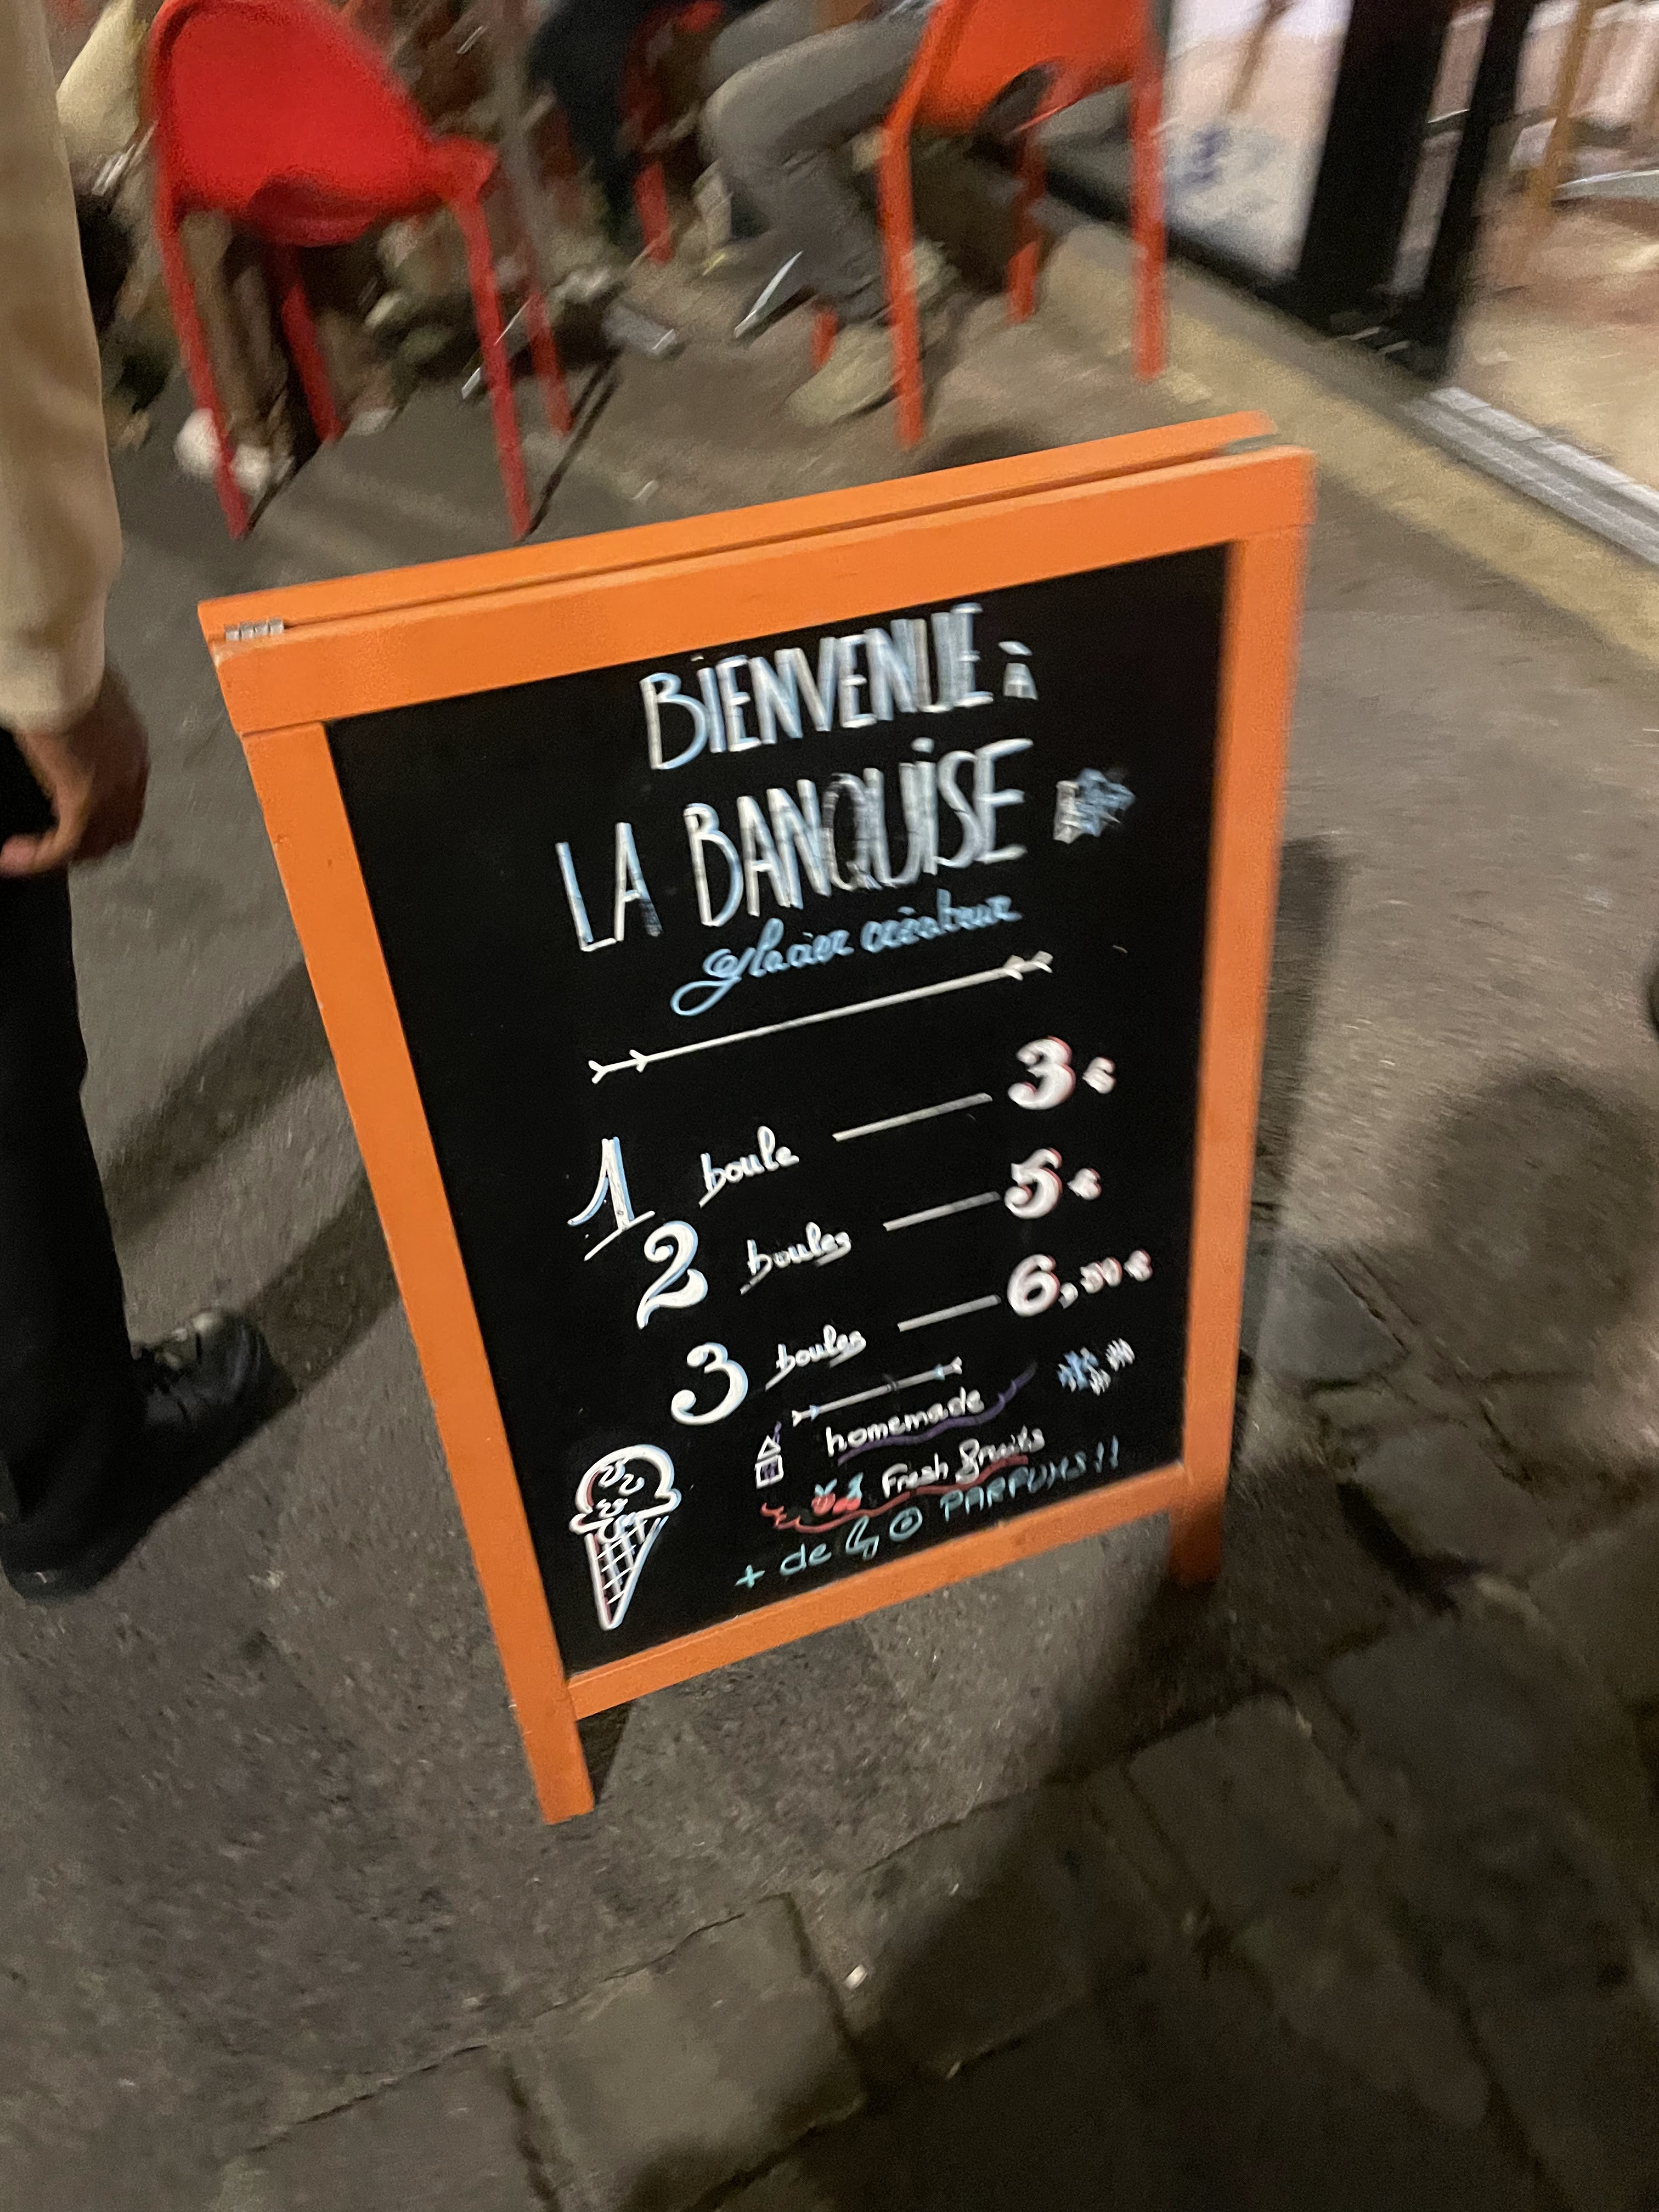 BIENVENUE à
LA BANQUISE
glacier créateur
1 boule 3€
2 boules 5€
3 boules 6,50€
homemade
Fresh fruits
+ de PARFUMS!!